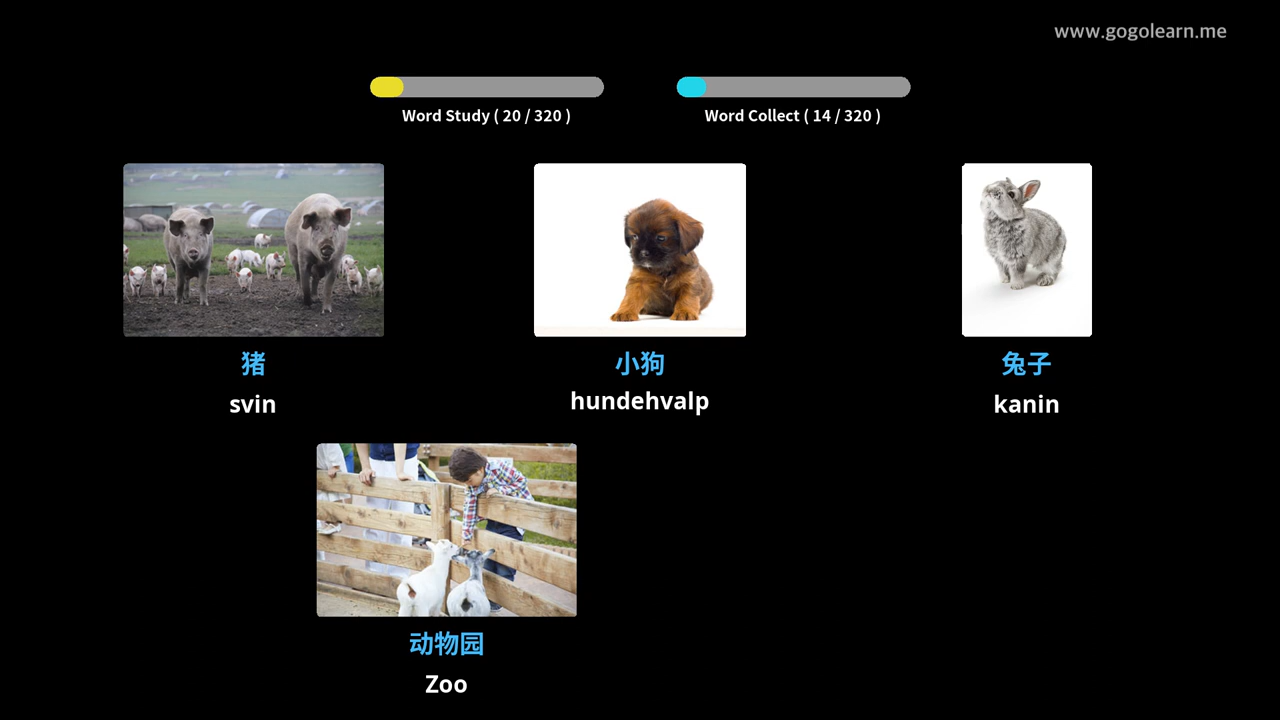 www.gogolearn.me
Word Study ( 20 / 320 )
Word Collect ( 14 / 320 )
猪
小狗
兔子
svin
hundehvalp
kanin
动物园
Zoo